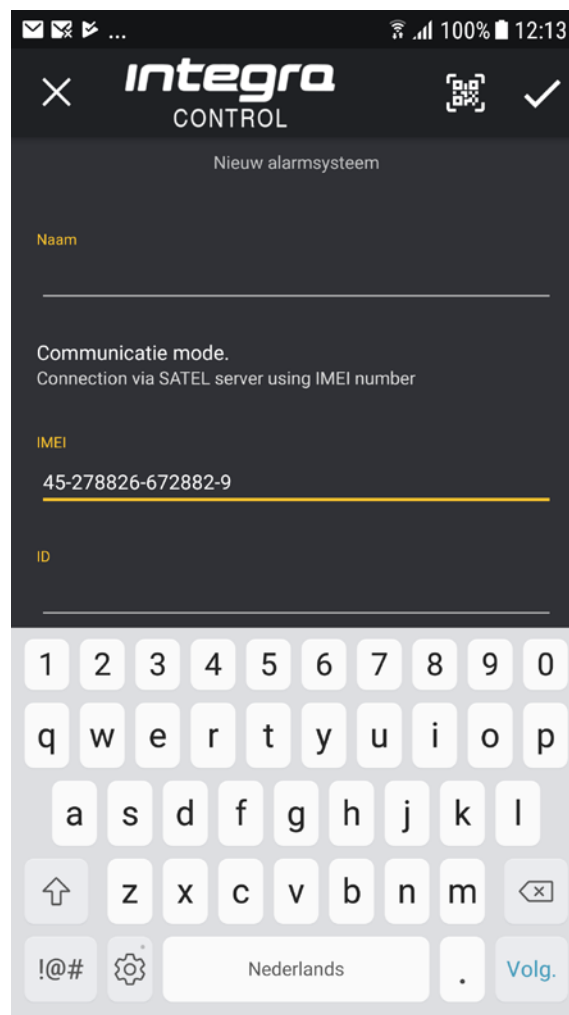 ... 100% 12:13
Integra
CONTROL
Nieuw alarmsysteem
Naam
Communicatie mode.
Connection via SATEL server using IMEI number
IMEI
45-278826-672882-9
ID
1 2 3 4 5 6 7 8 9 0
q w e r t y u i o p
a s d f g h j k l
z x c v b n m
!@# Nederlands . Volg.